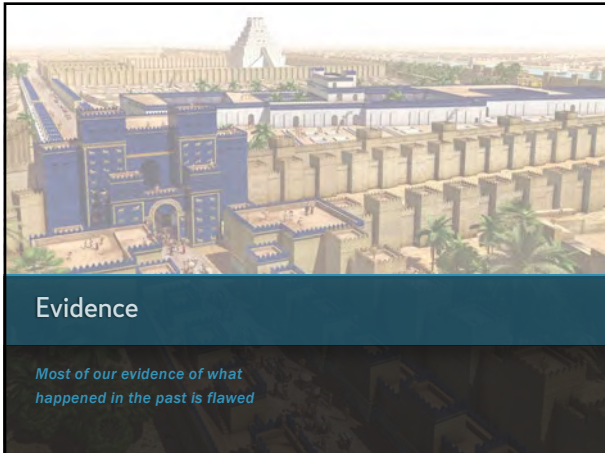 Evidence
Most of our evidence of what
happened in the past is flawed